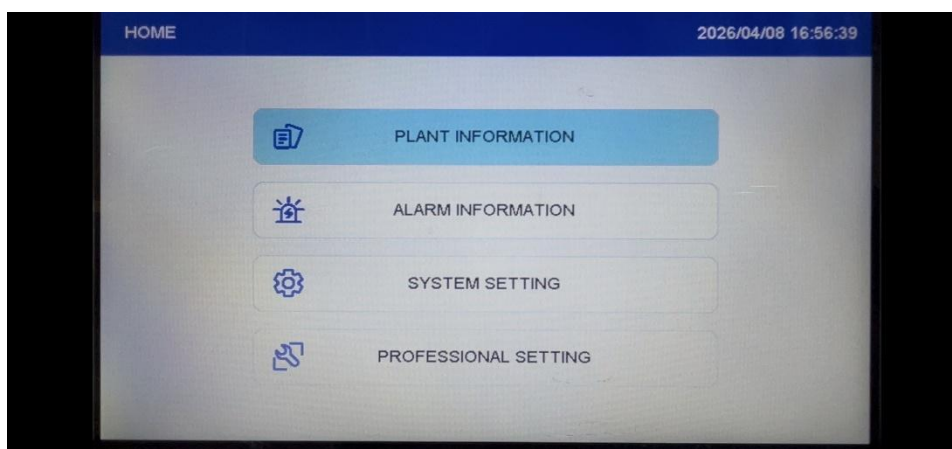 HOME 2026/04/08 16:56:39
PLANT INFORMATION
ALARM INFORMATION
SYSTEM SETTING
PROFESSIONAL SETTING